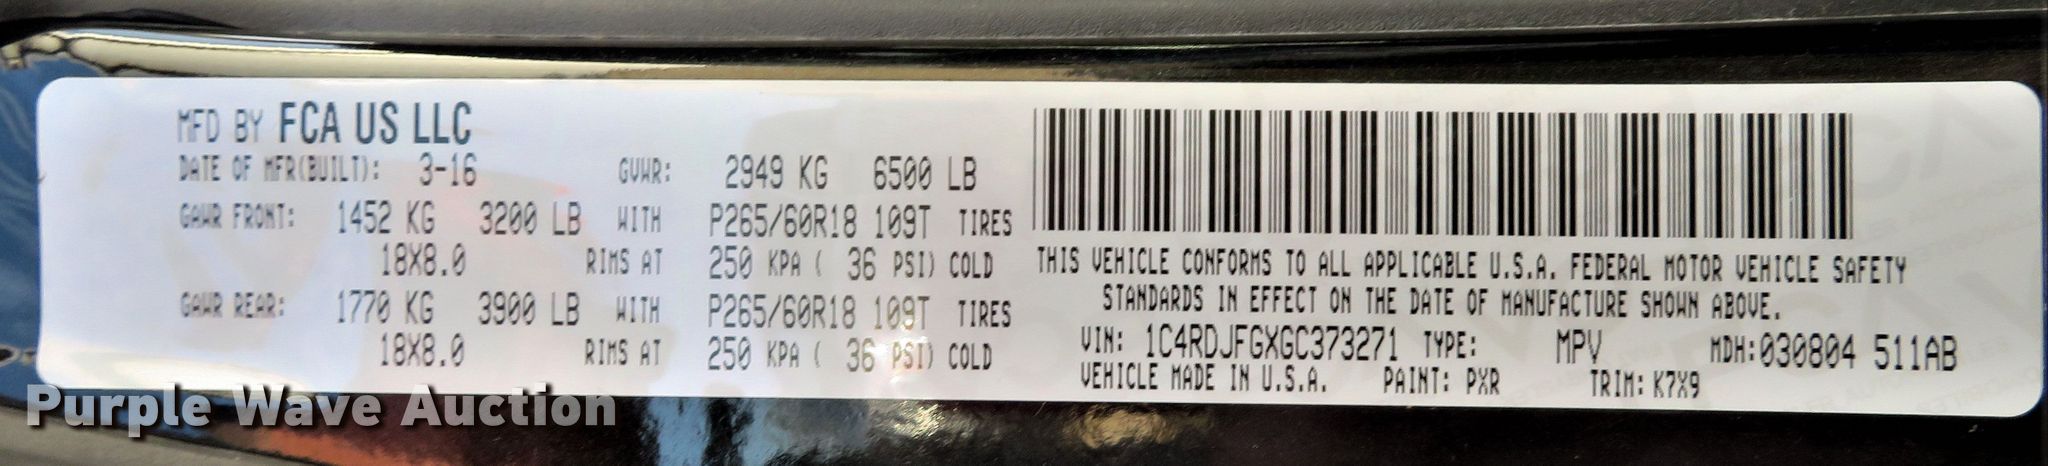 MFD BY FCA US LLC
DATE OF MFR(BUILT): 3-16 GVWR: 2949 KG 6500 LB
GAWR FRONT: 1452 KG 3200 LB WITH P265/60R18 109T TIRES
18X8.0 RIMS AT 250 KPA ( 36 PSI) COLD
GAWR REAR: 1770 KG 3900 LB WITH P265/60R18 109T TIRES
18X8.0 RIMS AT 250 KPA ( 36 PSI) COLD
THIS VEHICLE CONFORMS TO ALL APPLICABLE U.S.A. FEDERAL MOTOR VEHICLE SAFETY
STANDARDS IN EFFECT ON THE DATE OF MANUFACTURE SHOWN ABOVE.
VIN: 1C4RDJFGXGC373271 TYPE: MPV MDH:030804 511AB
VEHICLE MADE IN U.S.A. PAINT: PXR TRIM: K7X9
Purple Wave Auction